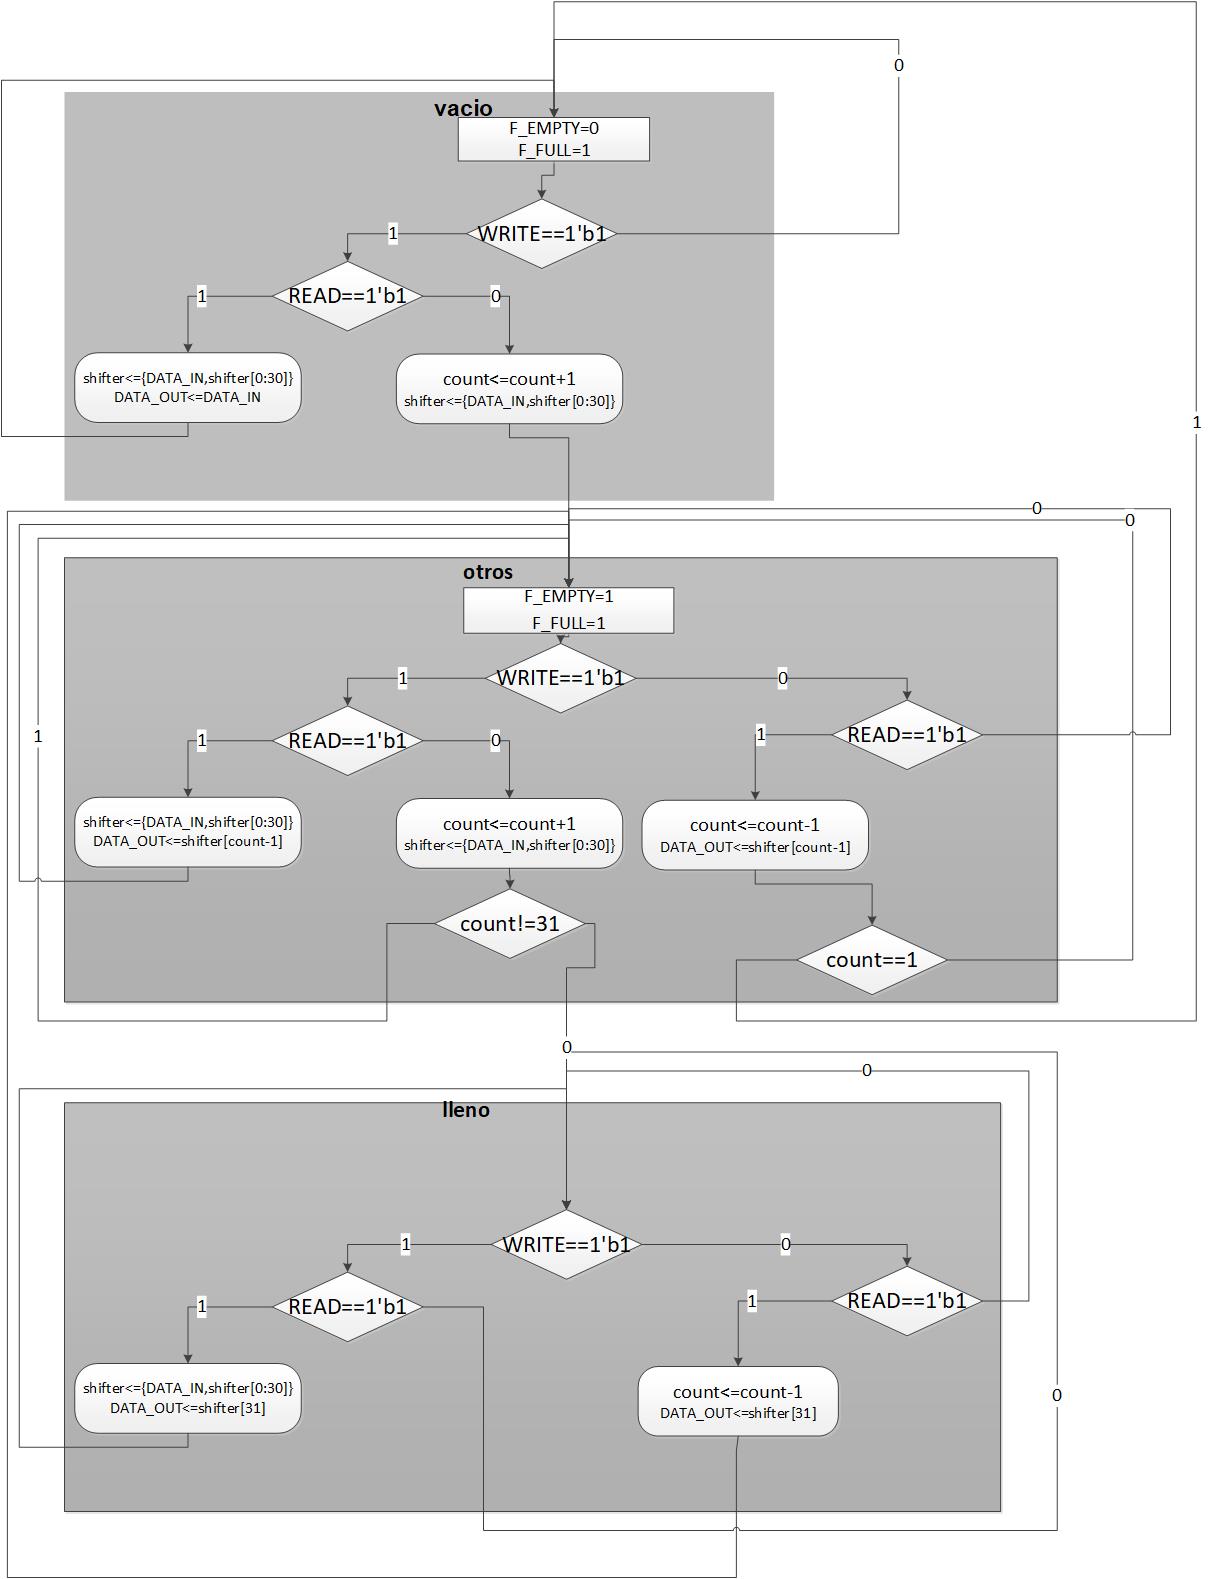 0
vacio
F_EMPTY=0
F_FULL=1
WRITE==1'b1
1
READ==1'b1
1
0
shifter<={DATA_IN,shifter[0:30]}
DATA_OUT<=DATA_IN
count<=count+1
shifter<={DATA_IN,shifter[0:30]}
1
0
0
otros
F_EMPTY=1
F_FULL=1
WRITE==1'b1
1
0
READ==1'b1
1
0
READ==1'b1
1
1
shifter<={DATA_IN,shifter[0:30]}
DATA_OUT<=shifter[count-1]
count<=count+1
shifter<={DATA_IN,shifter[0:30]}
count<=count-1
DATA_OUT<=shifter[count-1]
count!=31
count==1
0
0
lleno
WRITE==1'b1
1
0
READ==1'b1
1
READ==1'b1
1
shifter<={DATA_IN,shifter[0:30]}
DATA_OUT<=shifter[31]
count<=count-1
DATA_OUT<=shifter[31]
0